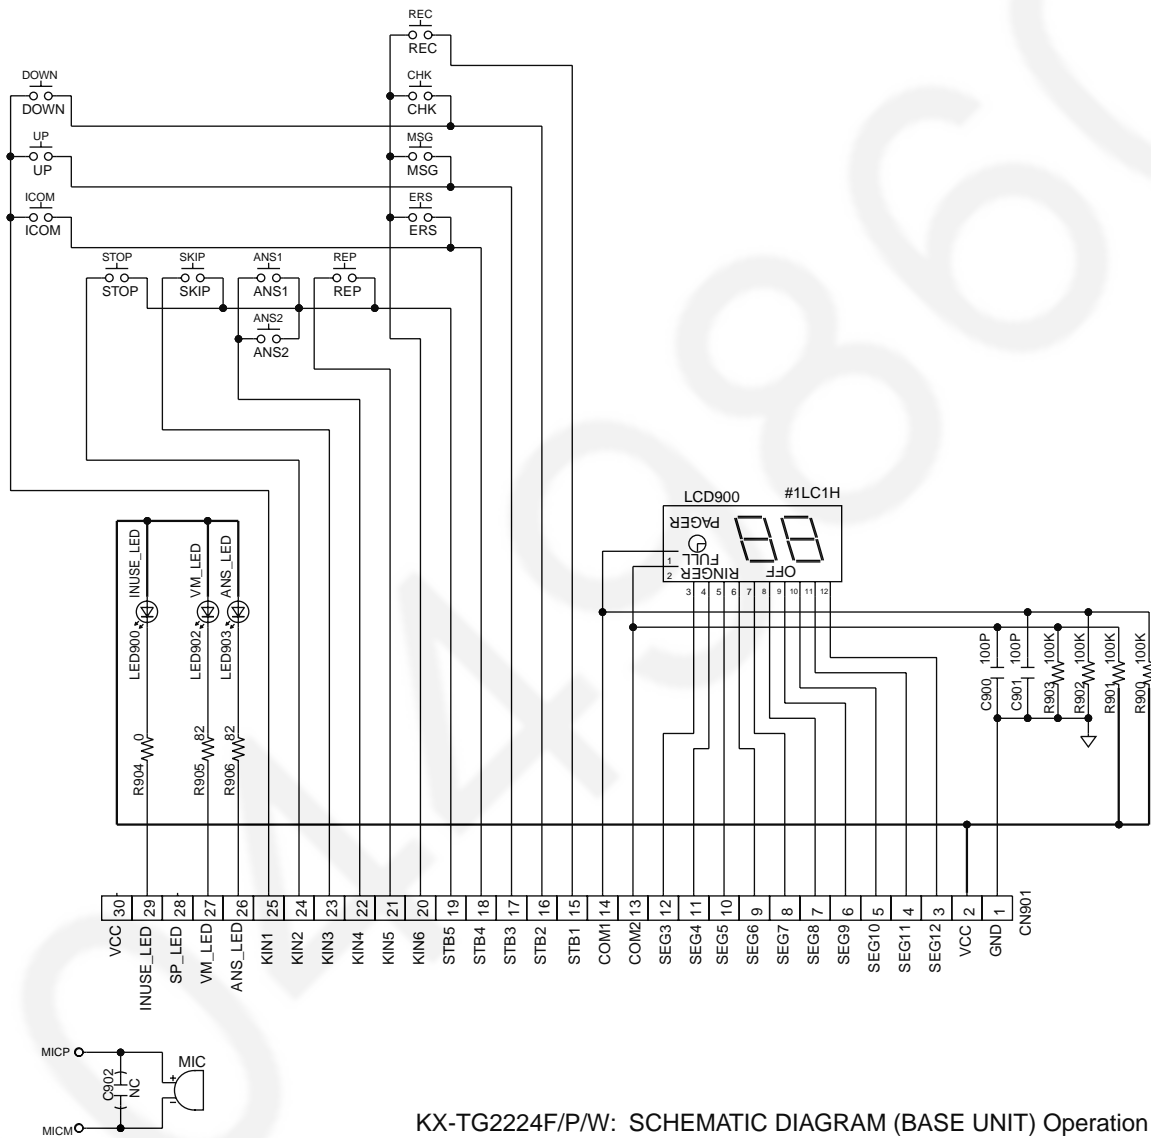 REC
REC
DOWN
DOWN
CHK
CHK
UP
UP
MSG
MSG
ICOM
ICOM
ERS
ERS
STOP
STOP
SKIP
SKIP
ANS1
ANS1
REP
REP
ANS2
ANS2
LCD900
#1LC1H
PAGER
FULL
RINGER
OFF
1
2
3
4
5
6
7
8
9
10
11
12
INUSE_LED
VM_LED
ANS_LED
LED900
LED902
LED903
R904
0
R905
82
R906
82
C900
100P
C901
100P
R903
100K
R902
100K
R901
100K
R900
100K
30
29
28
27
26
25
24
23
22
21
20
19
18
17
16
15
14
13
12
11
10
9
8
7
6
5
4
3
2
1
CN901
VCC
INUSE_LED
SP_LED
VM_LED
ANS_LED
KIN1
KIN2
KIN3
KIN4
KIN5
KIN6
STB5
STB4
STB3
STB2
STB1
COM1
COM2
SEG3
SEG4
SEG5
SEG6
SEG7
SEG8
SEG9
SEG10
SEG11
SEG12
VCC
GND
MICP
C902
NC
+
−
MIC
MICM
KX-TG2224F/P/W: SCHEMATIC DIAGRAM (BASE UNIT) Operation